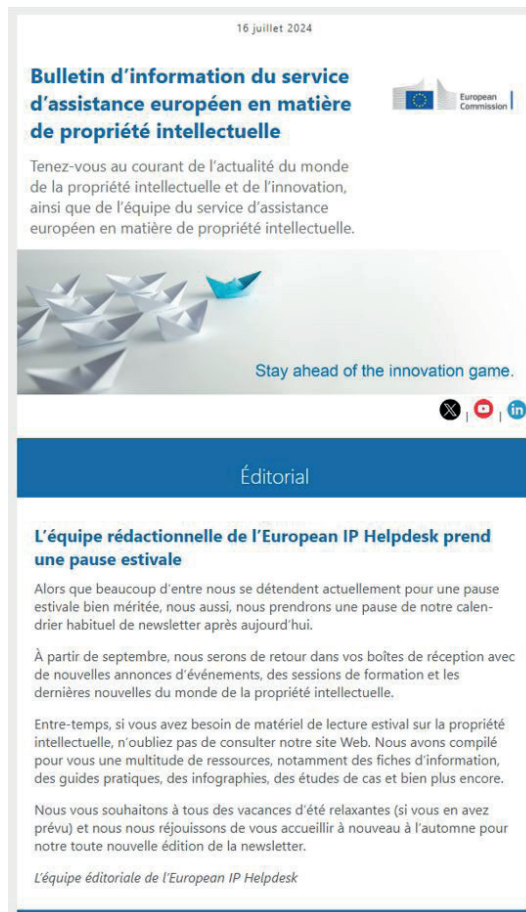 16 juillet 2024
Bulletin d'information du service
d'assistance européen en matière
de propriété intellectuelle
European
Commission
Tenez-vous au courant de l'actualité du monde
de la propriété intellectuelle et de l'innovation,
ainsi que de l'équipe du service d'assistance
européen en matière de propriété intellectuelle.
Stay ahead of the innovation game.
Éditorial
L'équipe rédactionnelle de l'European IP Helpdesk prend
une pause estivale
Alors que beaucoup d'entre nous se détendent actuellement pour une pause
estivale bien méritée, nous aussi, nous prendrons une pause de notre calen-
drier habituel de newsletter après aujourd'hui.
À partir de septembre, nous serons de retour dans vos boîtes de réception avec
de nouvelles annonces d'événements, des sessions de formation et les
dernières nouvelles du monde de la propriété intellectuelle.
Entre-temps, si vous avez besoin de matériel de lecture estival sur la propriété
intellectuelle, n'oubliez pas de consulter notre site Web. Nous avons compilé
pour vous une multitude de ressources, notamment des fiches d'information,
des guides pratiques, des infographies, des études de cas et bien plus encore.
Nous vous souhaitons à tous des vacances d'été relaxantes (si vous en avez
prévu) et nous nous réjouissons de vous accueillir à nouveau à l'automne pour
notre toute nouvelle édition de la newsletter.
L'équipe éditoriale de l'European IP Helpdesk